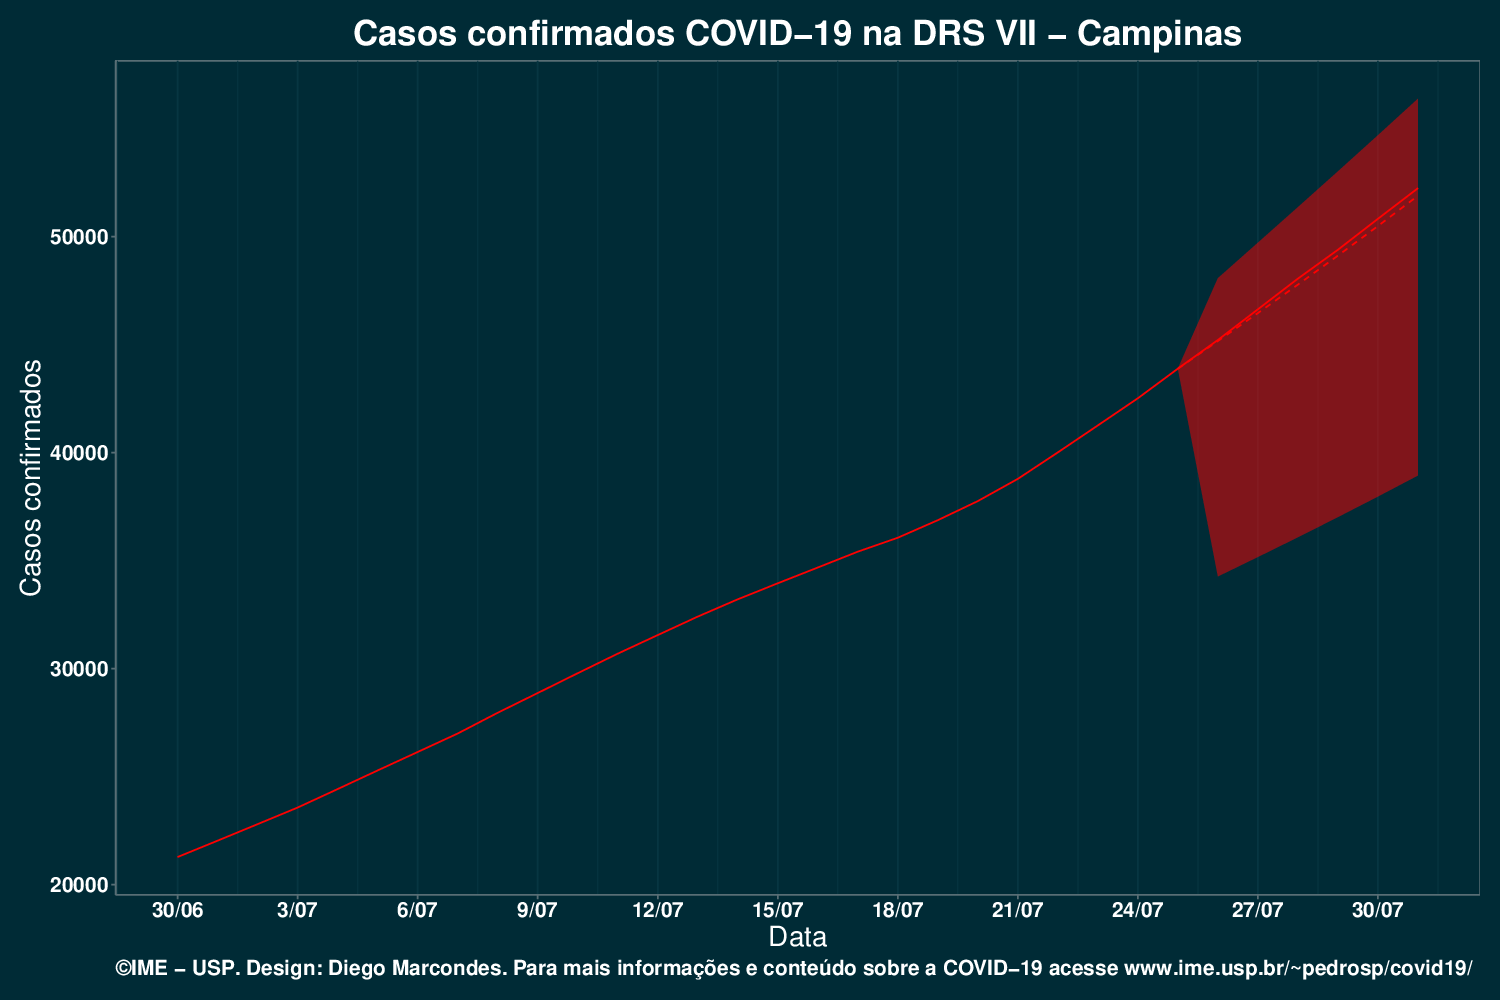 Casos confirmados COVID−19 na DRS VII − Campinas
Casos confirmados
50000
40000
30000
20000
30/06 3/07 6/07 9/07 12/07 15/07 18/07 21/07 24/07 27/07 30/07
Data
©IME − USP. Design: Diego Marcondes. Para mais informações e conteúdo sobre a COVID−19 acesse www.ime.usp.br/~pedrosp/covid19/